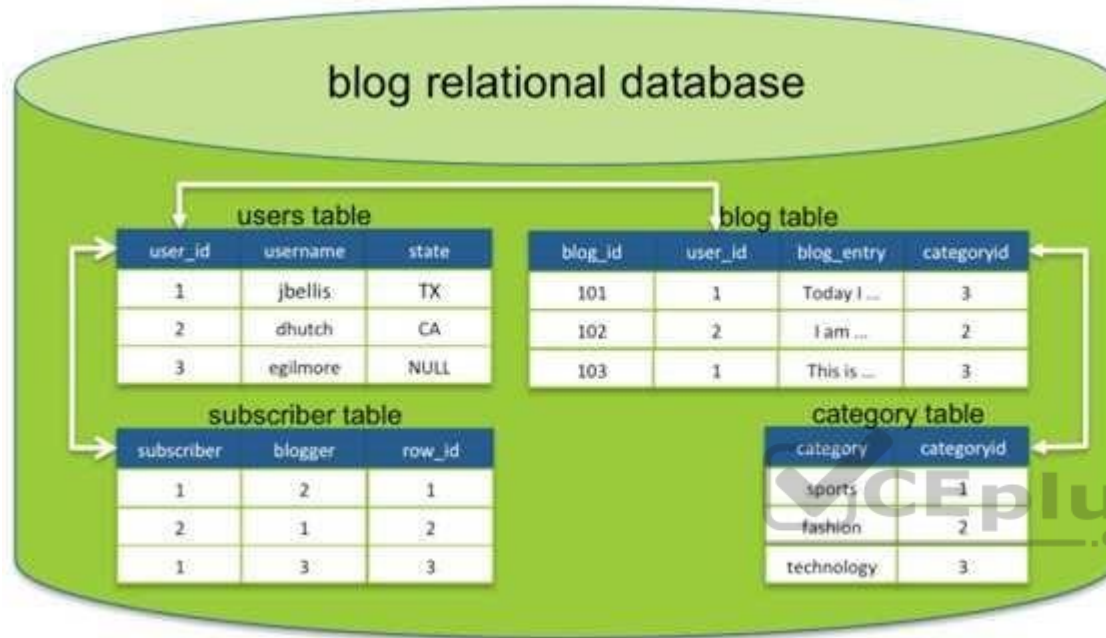 blog relational database
users table
user_id username state
1 jbellis TX
2 dhutch CA
3 egilmore NULL
blog table
blog_id user_id blog_entry categoryid
101 1 Today I ... 3
102 2 I am ... 2
103 1 This is ... 3
subscriber table
subscriber blogger row_id
1 2 1
2 1 2
1 3 3
category table
category categoryid
sports 1
fashion 2
technology 3
CEplu